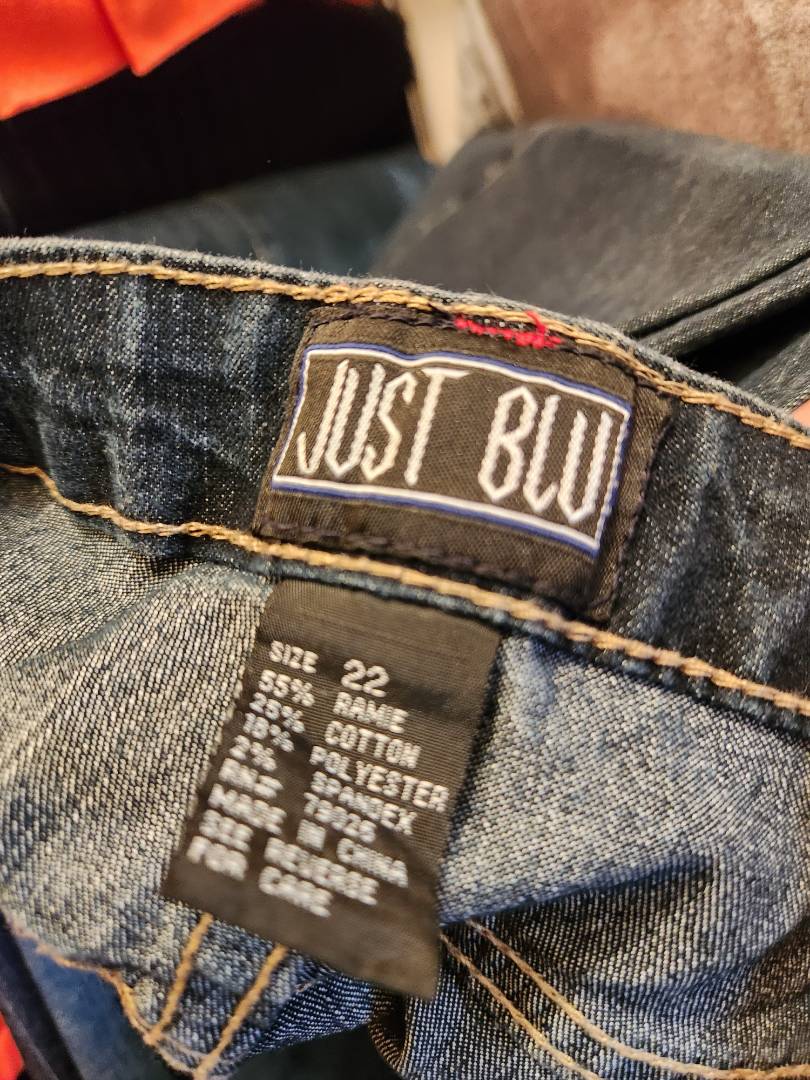 JUST BLU
SIZE 22
55% RAMIE
25% COTTON
18% POLYESTER
2% SPANDEX
RN# 79026
MADE IN CHINA
SEE REVERSE
FOR CARE